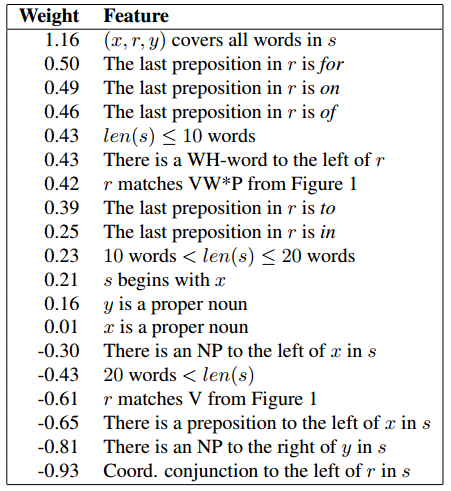 Weight Feature
1.16 (x, r, y) covers all words in s
0.50 The last preposition in r is for
0.49 The last preposition in r is on
0.46 The last preposition in r is of
0.43 len(s) ≤ 10 words
0.43 There is a WH-word to the left of r
0.42 r matches VW*P from Figure 1
0.39 The last preposition in r is to
0.25 The last preposition in r is in
0.23 10 words < len(s) ≤ 20 words
0.21 s begins with x
0.16 y is a proper noun
0.01 x is a proper noun
-0.30 There is an NP to the left of x in s
-0.43 20 words < len(s)
-0.61 r matches V from Figure 1
-0.65 There is a preposition to the left of x in s
-0.81 There is an NP to the right of y in s
-0.93 Coord. conjunction to the left of r in s